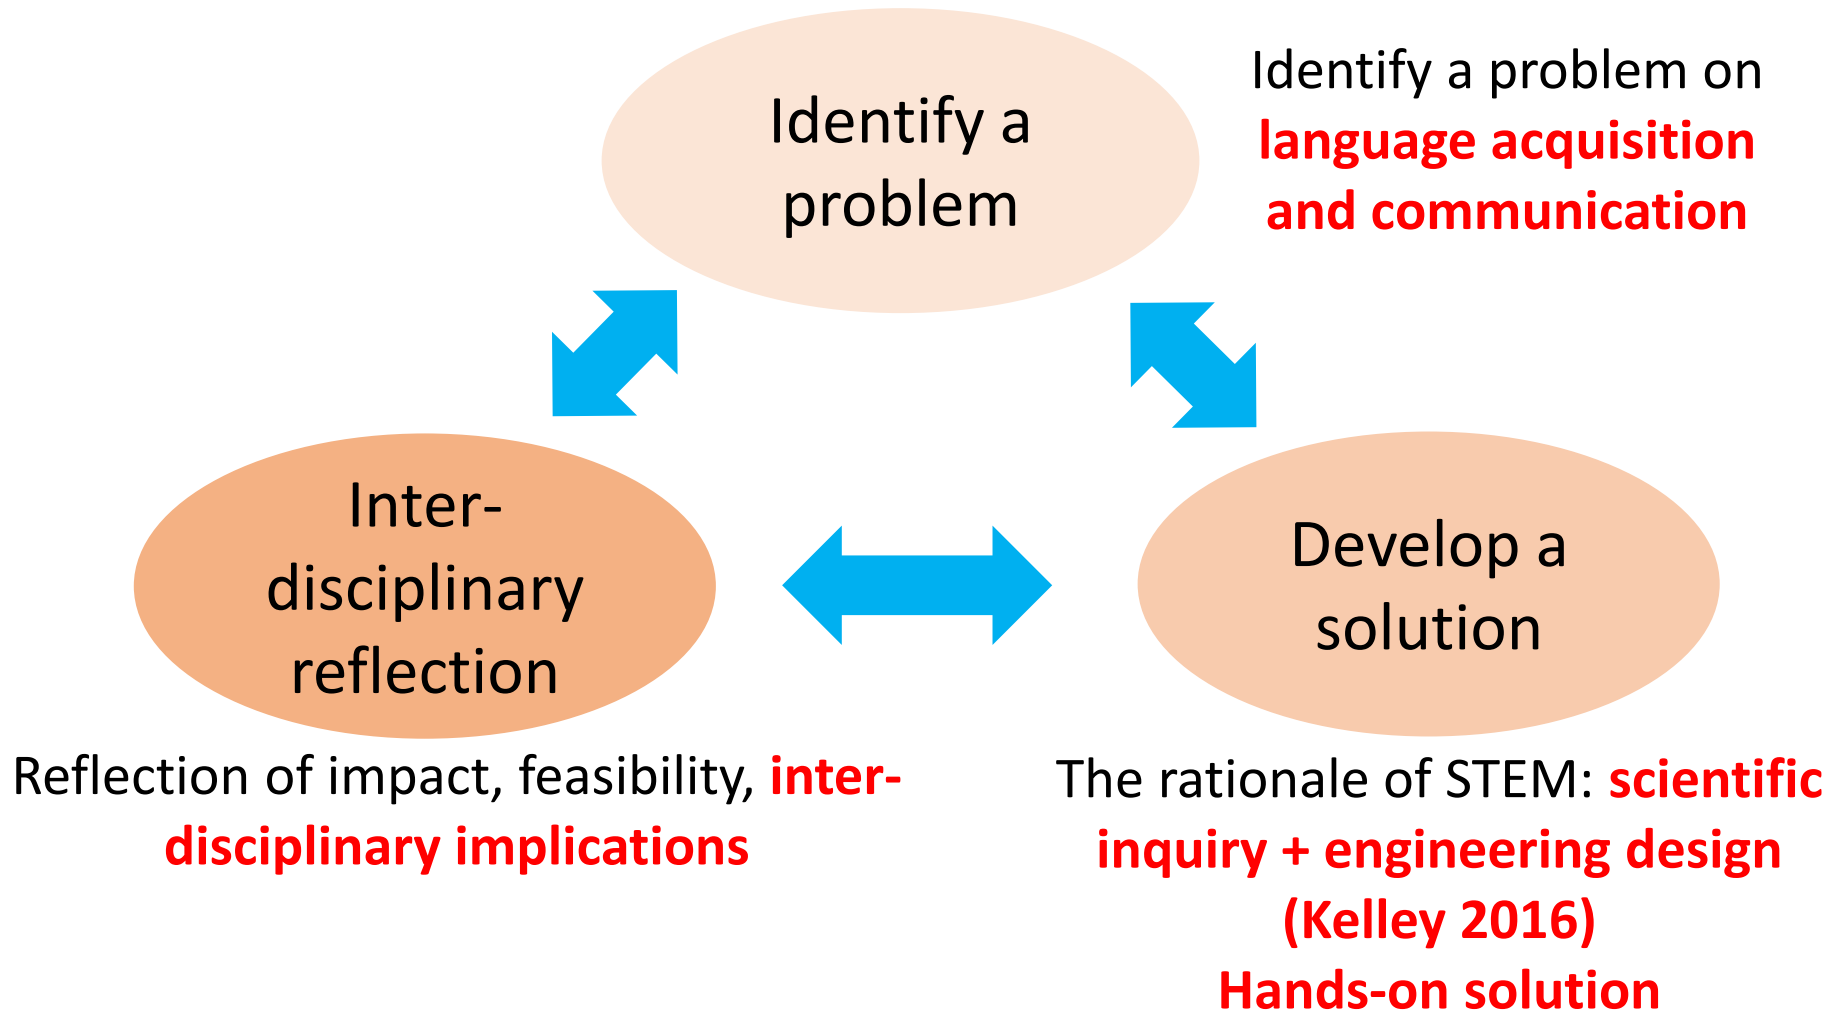 Identify a
problem
Identify a problem on
language acquisition
and communication
Inter-
disciplinary
reflection
Develop a
solution
Reflection of impact, feasibility, inter-
disciplinary implications
The rationale of STEM: scientific
inquiry + engineering design
(Kelley 2016)
Hands-on solution